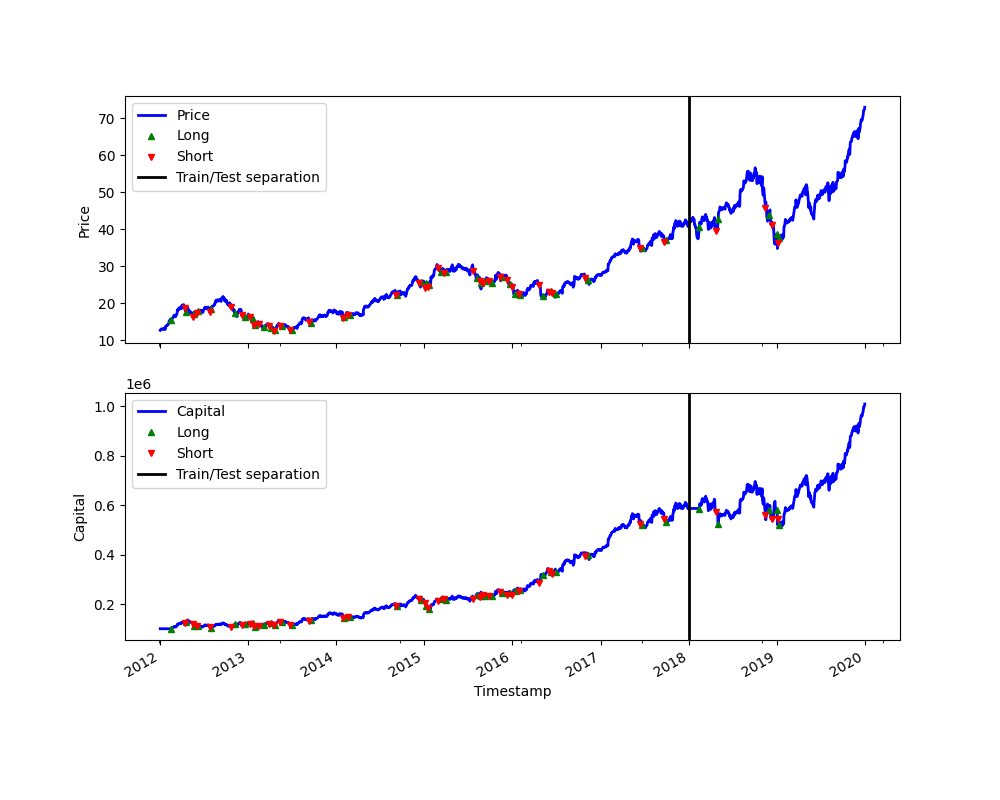 Price
Long
Short
Train/Test separation
70
60
50
40
30
20
10
Price
1e6
Capital
Long
Short
Train/Test separation
1.0
0.8
0.6
0.4
0.2
Capital
2012 2013 2014 2015 2016 2017 2018 2019 2020
Timestamp